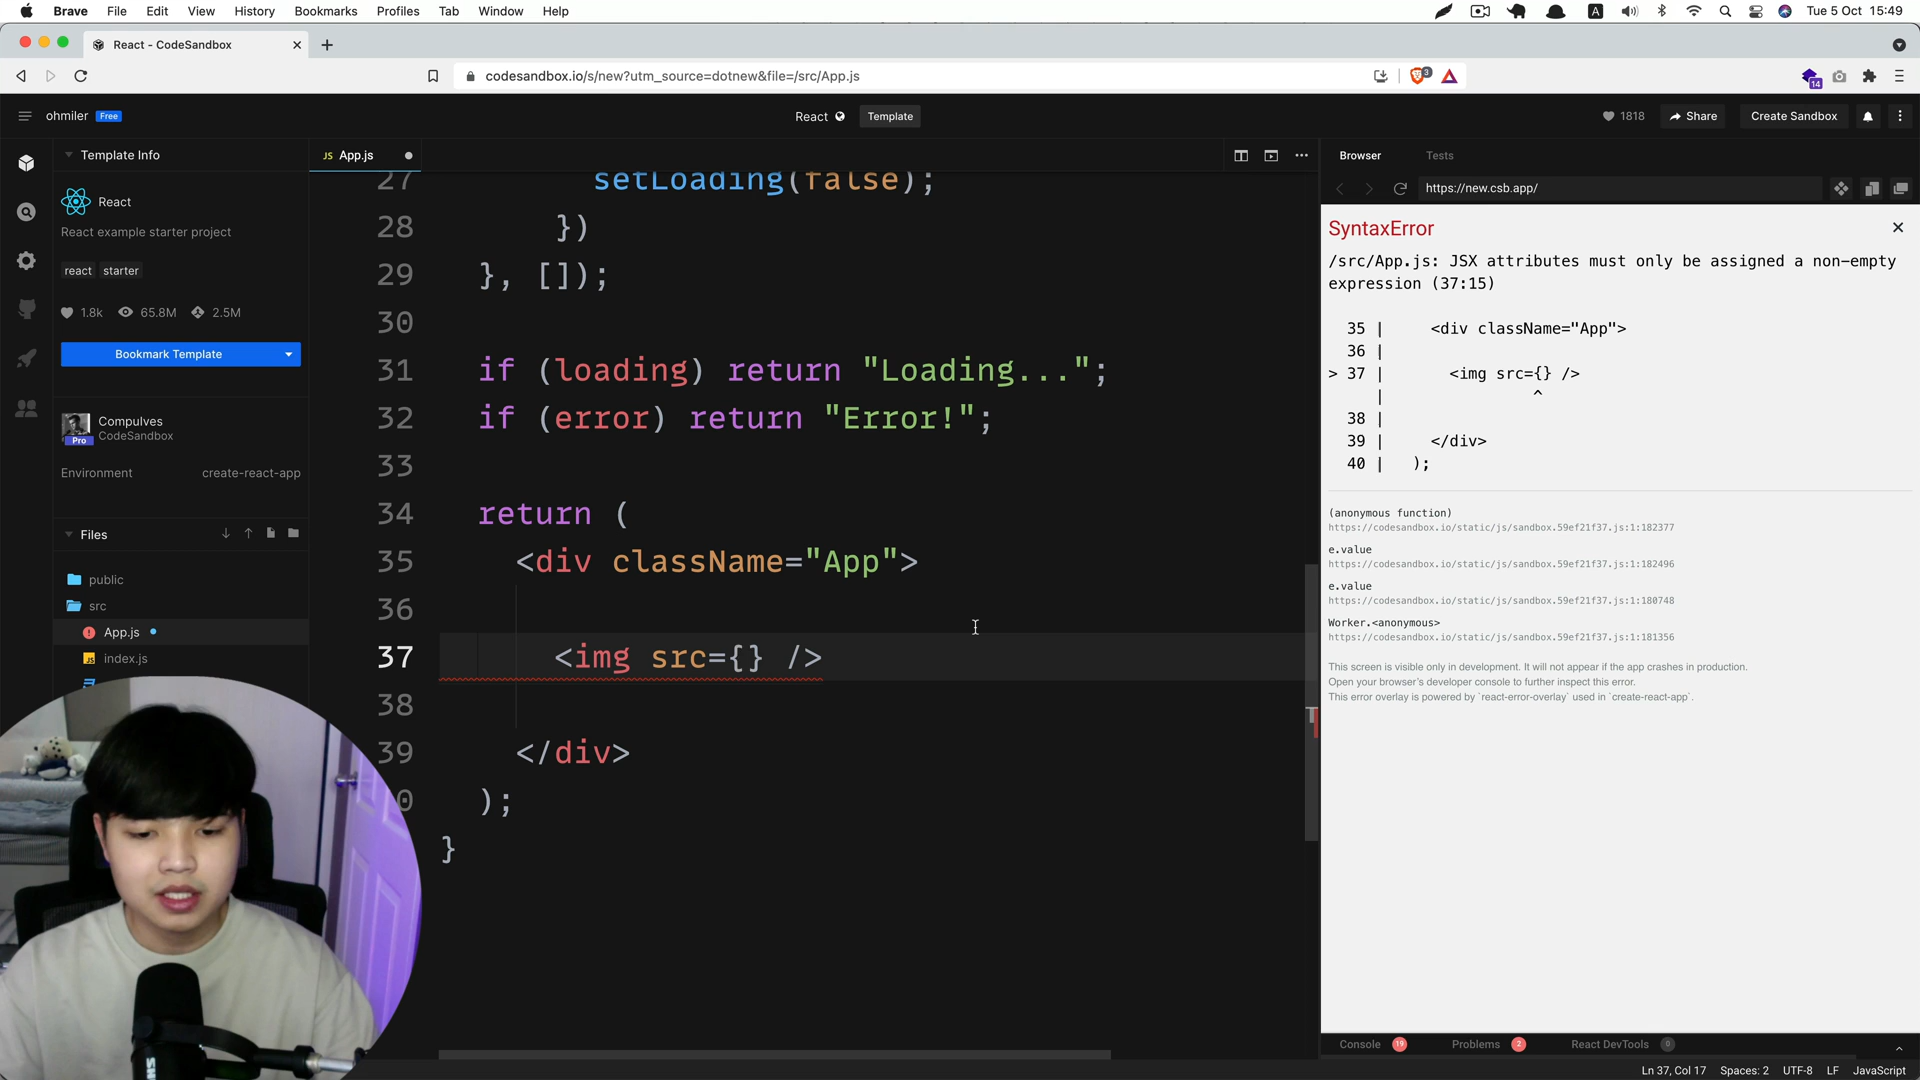 Brave File Edit View History Bookmarks Profiles Tab Window Help A Tue 5 Oct 15:49
React - CodeSandbox
codesandbox.io/s/new?utm_source=dotnew&file=/src/App.js 3 14
ohmiler Free React Template 1818 Share Create Sandbox
Template Info
React
React example starter project
react starter
1.8k 65.8M 2.5M
Bookmark Template
Compulves
CodeSandbox
Pro
Environment create-react-app
Files
public
src
App.js
JS index.js
JS App.js
27 setLoading(false);
28 })
29 }, []);
30
31 if (loading) return "Loading...";
32 if (error) return "Error!";
33
34 return (
35 <div className="App">
36
37 <img src={} />
38
39 </div>
0 );
}
Browser Tests
https://new.csb.app/
SyntaxError
/src/App.js: JSX attributes must only be assigned a non-empty
expression (37:15)
35 | <div className="App">
36 |
> 37 | <img src={} />
| ^
38 |
39 | </div>
40 | );
(anonymous function)
https://codesandbox.io/static/js/sandbox.59ef21f37.js:1:182377
e.value
https://codesandbox.io/static/js/sandbox.59ef21f37.js:1:182496
e.value
https://codesandbox.io/static/js/sandbox.59ef21f37.js:1:180748
Worker.<anonymous>
https://codesandbox.io/static/js/sandbox.59ef21f37.js:1:181356
This screen is visible only in development. It will not appear if the app crashes in production.
Open your browser's developer console to further inspect this error.
This error overlay is powered by `react-error-overlay` used in `create-react-app`.
Console 19 Problems 2 React DevTools 0
Ln 37, Col 17 Spaces: 2 UTF-8 LF JavaScript